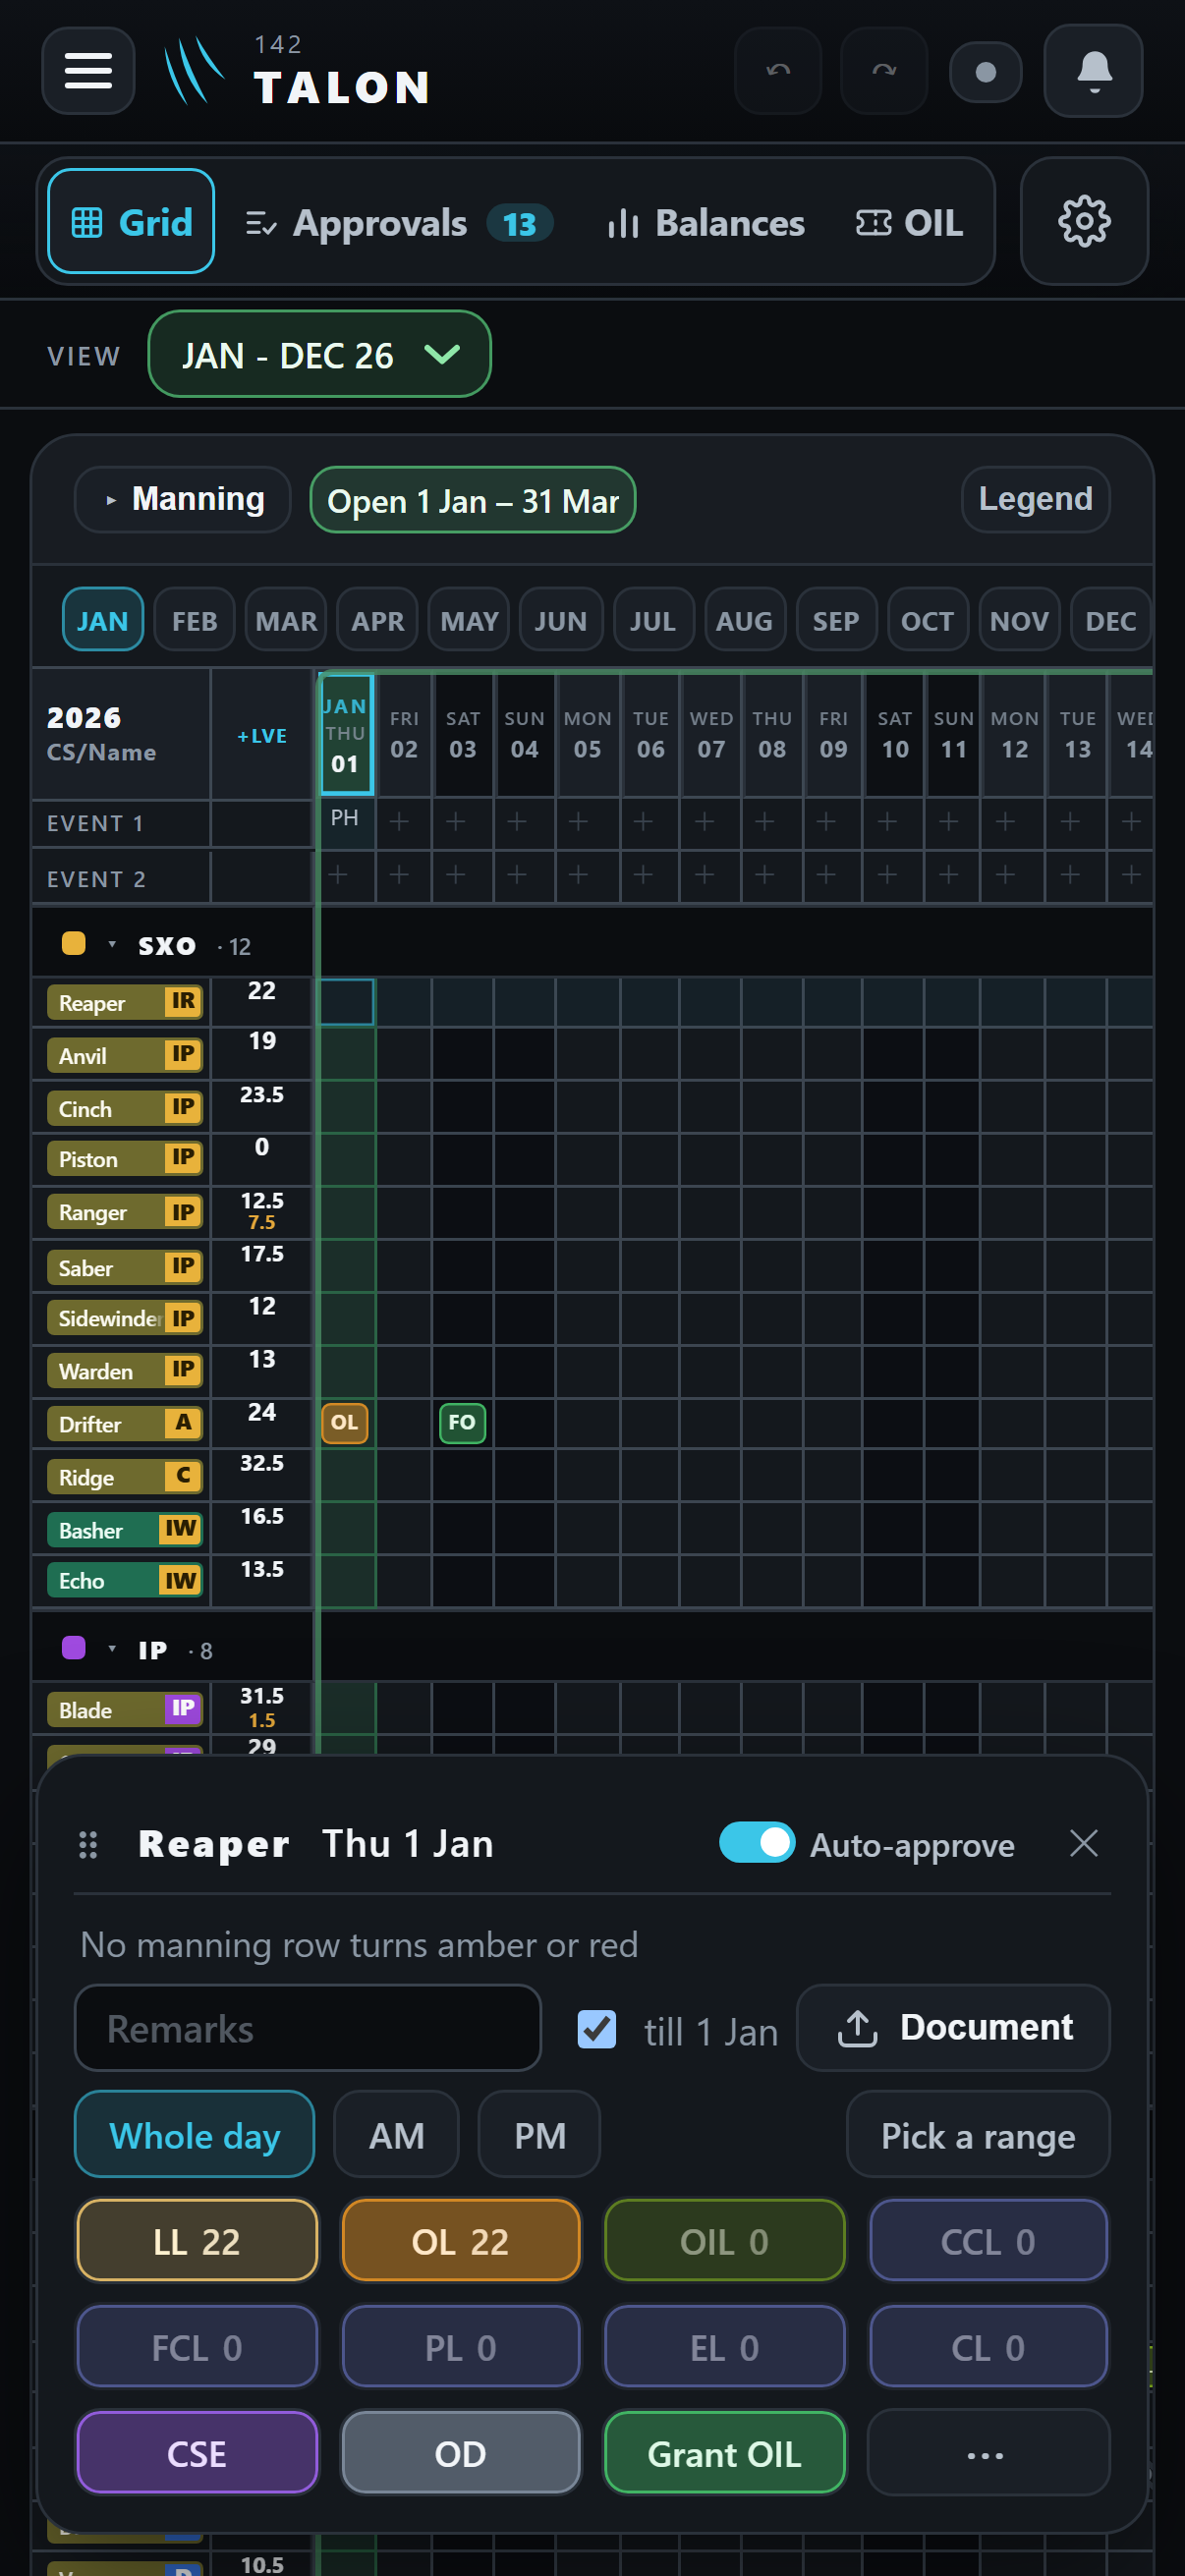 142
TALON
Grid Approvals 13 Balances OIL
VIEW JAN - DEC 26
▸ Manning Open 1 Jan – 31 Mar Legend
JAN FEB MAR APR MAY JUN JUL AUG SEP OCT NOV DEC
2026
CS/Name
+LVE
JAN THU 01
FRI 02
SAT 03
SUN 04
MON 05
TUE 06
WED 07
THU 08
FRI 09
SAT 10
SUN 11
MON 12
TUE 13
WED 14
EVENT 1 PH + + + + + + + + + + + + +
EVENT 2 + + + + + + + + + + + + + +
▾ SXO · 12
Reaper IR 22
Anvil IP 19
Cinch IP 23.5
Piston IP 0
Ranger IP 12.5
7.5
Saber IP 17.5
Sidewinder IP 12
Warden IP 13
Drifter A 24 OL FO
Ridge C 32.5
Basher IW 16.5
Echo IW 13.5
▾ IP · 8
Blade IP 31.5
1.5
29
Reaper Thu 1 Jan Auto-approve
No manning row turns amber or red
Remarks till 1 Jan Document
Whole day AM PM Pick a range
LL 22 OL 22 OIL 0 CCL 0
FCL 0 PL 0 EL 0 CL 0
CSE OD Grant OIL ...
10.5